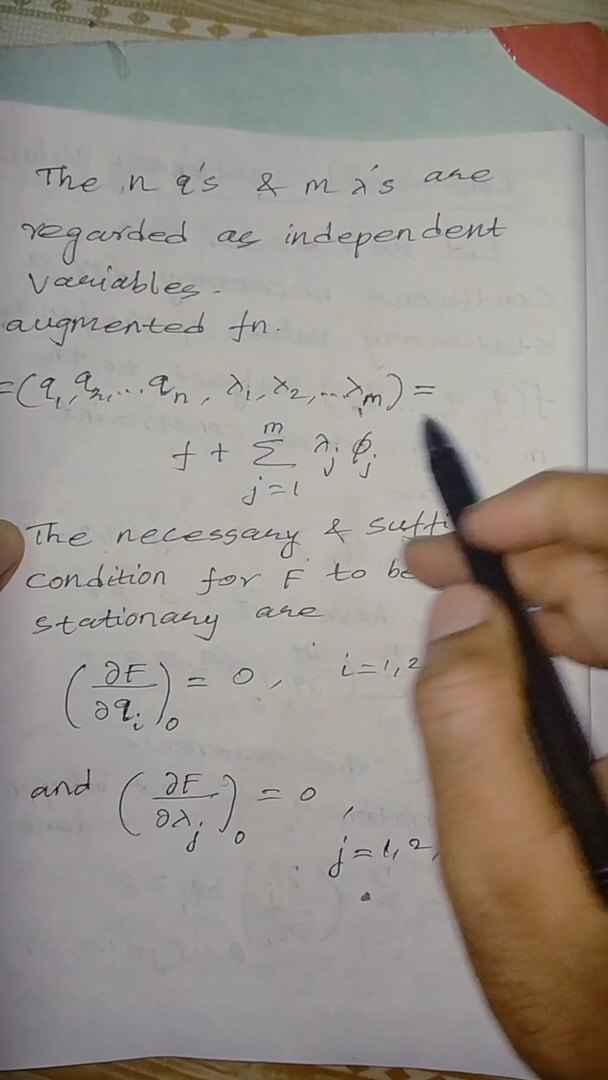 The n q's & m λ's are
regarded as independent
variables.
augmented fn.
=(q₁, q₂, ... qₙ, λ₁, λ₂, ... λₘ) =
f + Σ_{j=1}^{m} λⱼ ϕⱼ
The necessary & suffi
condition for F to be
stationary are
(∂F/∂qᵢ)₀ = 0, i=1,2
and (∂F/∂λⱼ)₀ = 0,
j=1,2,